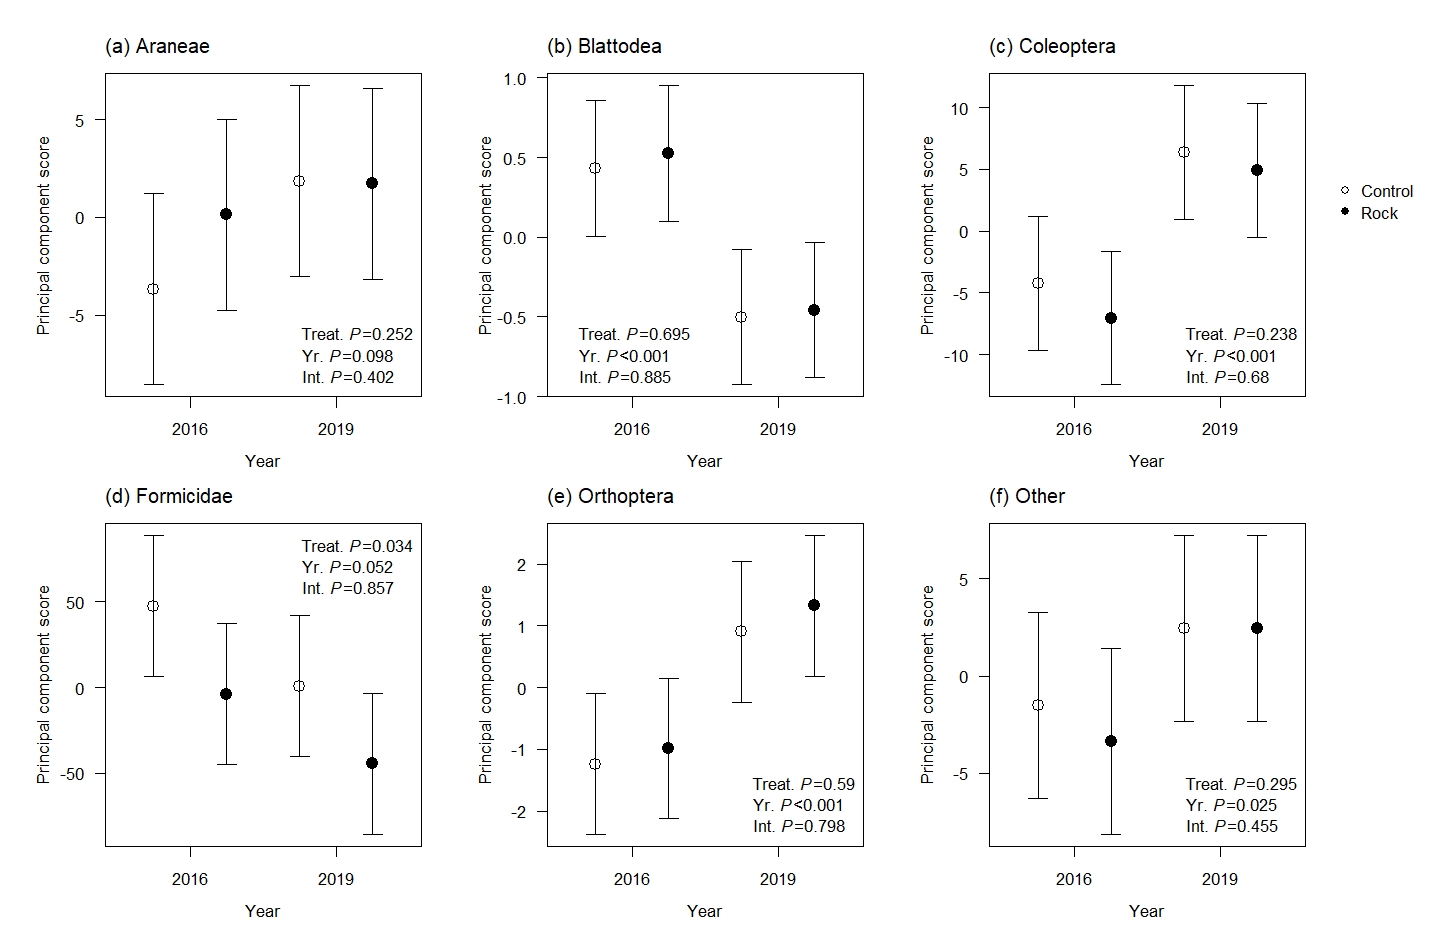 (a) Araneae
Principal component score
5
0
-5
Treat. P=0.252
Yr. P=0.098
Int. P=0.402
2016
2019
Year
(b) Blattodea
Principal component score
1.0
0.5
0.0
-0.5
-1.0
Treat. P=0.695
Yr. P<0.001
Int. P=0.885
2016
2019
Year
(c) Coleoptera
Principal component score
10
5
0
-5
-10
Treat. P=0.238
Yr. P<0.001
Int. P=0.68
2016
2019
Year
Control
Rock
(d) Formicidae
Principal component score
50
0
-50
Treat. P=0.034
Yr. P=0.052
Int. P=0.857
2016
2019
Year
(e) Orthoptera
Principal component score
2
1
0
-1
-2
Treat. P=0.59
Yr. P<0.001
Int. P=0.798
2016
2019
Year
(f) Other
Principal component score
5
0
-5
Treat. P=0.295
Yr. P=0.025
Int. P=0.455
2016
2019
Year